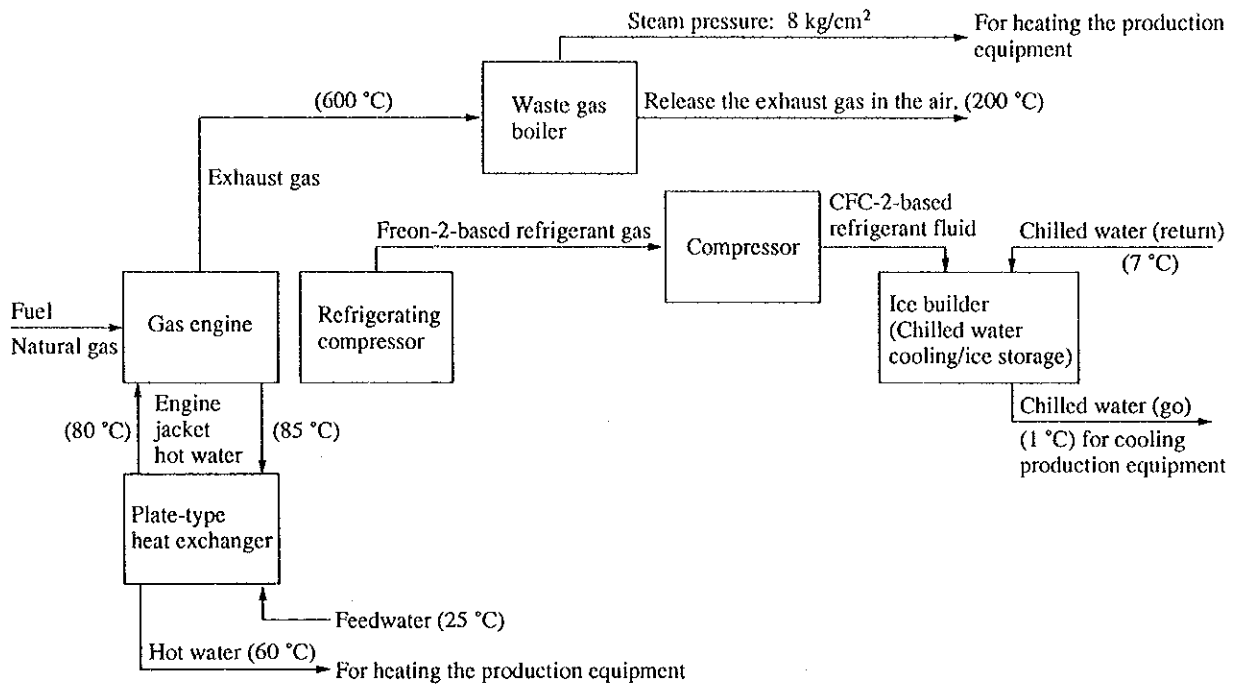 Steam pressure: 8 kg/cm²
For heating the production
equipment
(600 °C)
Waste gas
boiler
Release the exhaust gas in the air. (200 °C)
Exhaust gas
Freon-2-based refrigerant gas
Compressor
CFC-2-based
refrigerant fluid
Chilled water (return)
(7 °C)
Fuel
Natural gas
Gas engine
Refrigerating
compressor
Ice builder
(Chilled water
cooling/ice storage)
(80 °C)
Engine
jacket
hot water
(85 °C)
Chilled water (go)
(1 °C) for cooling
production equipment
Plate-type
heat exchanger
Feedwater (25 °C)
Hot water (60 °C)
For heating the production equipment